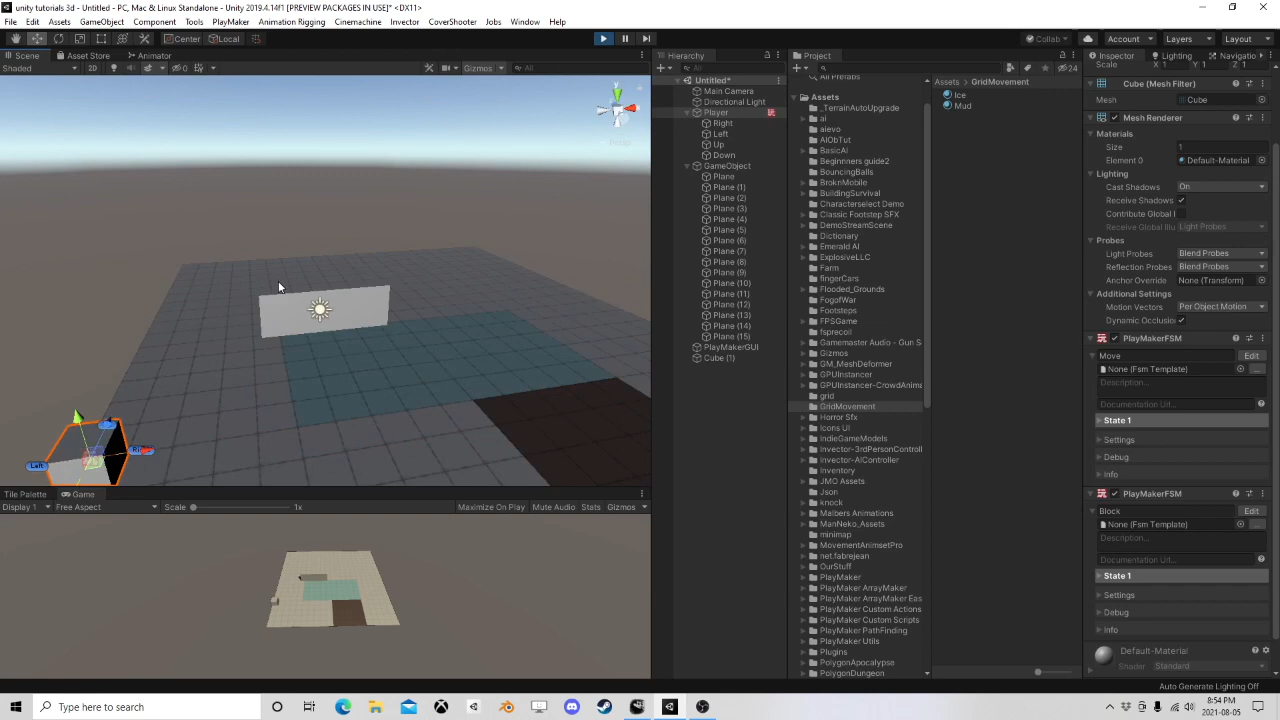 unity tutorials 3d - Untitled - PC, Mac & Linux Standalone - Unity 2019.4.14f1 [PREVIEW PACKAGES IN USE]* <DX11>
File Edit Assets GameObject Component Tools PlayMaker Animation Rigging Cinemachine Invector CoverShooter Jobs Window Help
Center Local Collab Account Layers Layout
Scene Asset Store Animator
Shaded 2D 0 Gizmos All
y
x
Persp
Left
Tile Palette Game
Display 1 Free Aspect Scale 1x Maximize On Play Mute Audio Stats Gizmos
Hierarchy
All
Untitled*
Main Camera
Directional Light
Player
Right
Left
Up
Down
GameObject
Plane
Plane (1)
Plane (2)
Plane (3)
Plane (4)
Plane (5)
Plane (6)
Plane (7)
Plane (8)
Plane (9)
Plane (10)
Plane (11)
Plane (12)
Plane (13)
Plane (14)
Plane (15)
PlayMakerGUI
Cube (1)
Project
24
All Prefabs
Assets
_TerrainAutoUpgrade
ai
aievo
AIObTut
BasicAI
Beginnners guide2
BouncingBalls
BroknMobile
BuildingSurvival
Characterselect Demo
Classic Footstep SFX
DemoStreamScene
Dictionary
Emerald AI
ExplosiveLLC
Farm
fingerCars
Flooded_Grounds
FogofWar
Footsteps
FPSGame
fsprecoil
Gamemaster Audio - Gun S
Gizmos
GM_MeshDeformer
GPUInstancer
GPUInstancer-CrowdAnima
grid
GridMovement
Horror Sfx
Icons UI
IndieGameModels
Invector-3rdPersonControll
Invector-AIController
Inventory
JMO Assets
Json
knock
Malbers Animations
ManNeko_Assets
minimap
MovementAnimsetPro
net.fabrejean
OurStuff
PlayMaker
PlayMaker ArrayMaker
PlayMaker ArrayMaker Eas
PlayMaker Custom Actions
PlayMaker Custom Scripts
PlayMaker PathFinding
PlayMaker Utils
Plugins
PolygonApocalypse
PolygonDungeon
Assets GridMovement
Ice
Mud
Inspector Lighting Navigation
Scale X 1 Y 1 Z 1
Cube (Mesh Filter)
Mesh Cube
Mesh Renderer
Materials
Size 1
Element 0 Default-Material
Lighting
Cast Shadows On
Receive Shadows
Contribute Global I
Receive Global Illu Light Probes
Probes
Light Probes Blend Probes
Reflection Probes Blend Probes
Anchor Override None (Transform)
Additional Settings
Motion Vectors Per Object Motion
Dynamic Occlusion
PlayMakerFSM
Move Edit
None (Fsm Template) ...
Description...
Documentation Url...
State 1
Settings
Debug
Info
PlayMakerFSM
Block Edit
None (Fsm Template) ...
Description...
Documentation Url...
State 1
Settings
Debug
Info
Default-Material
Shader Standard
Auto Generate Lighting Off
Type here to search
8:54 PM
2021-08-05